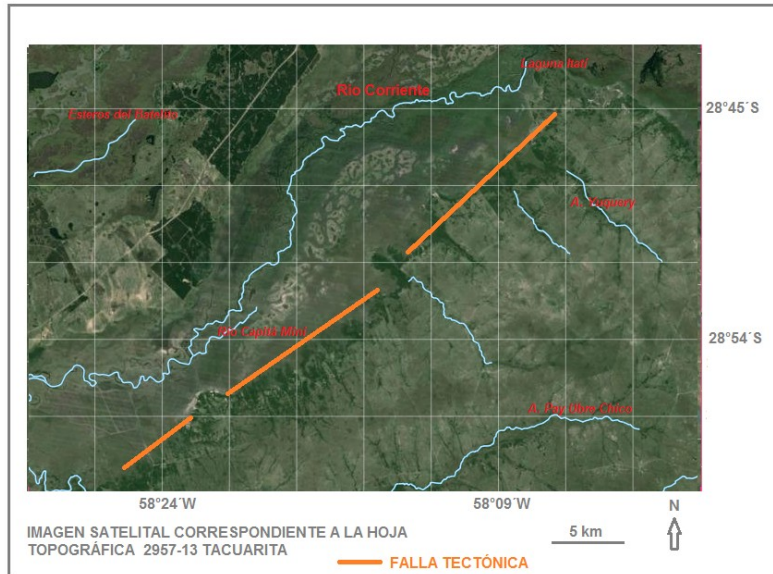 Laguna Itatí
Río Corriente
28°45´S
Esteros del Batelito
A. Yaguary
Río Capita Miní
28°54´S
A. Pay Ubre Chico
58°24´W
58°09´W
N
IMAGEN SATELITAL CORRESPONDIENTE A LA HOJA
TOPOGRÁFICA 2957-13 TACUARITA
5 km
FALLA TECTÓNICA